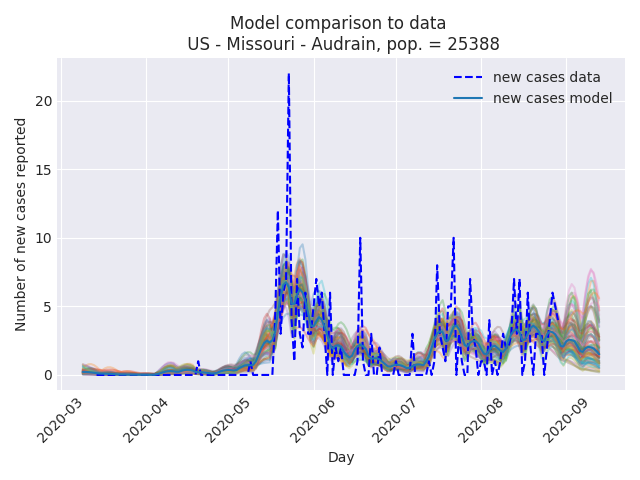 Model comparison to data
US - Missouri - Audrain, pop. = 25388
new cases data
new cases model
Number of new cases reported
20
15
10
5
0
2020-03
2020-04
2020-05
2020-06
2020-07
2020-08
2020-09
Day